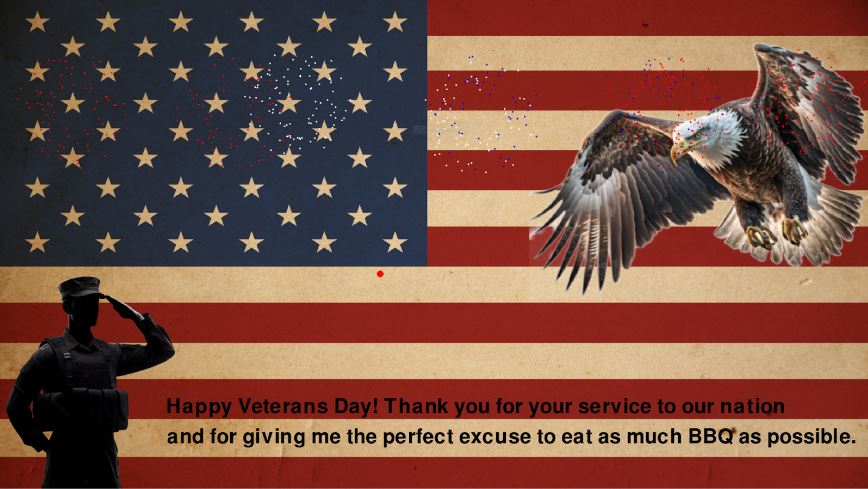 Happy Veterans Day! Thank you for your service to our nation
and for giving me the perfect excuse to eat as much BBQ as possible.